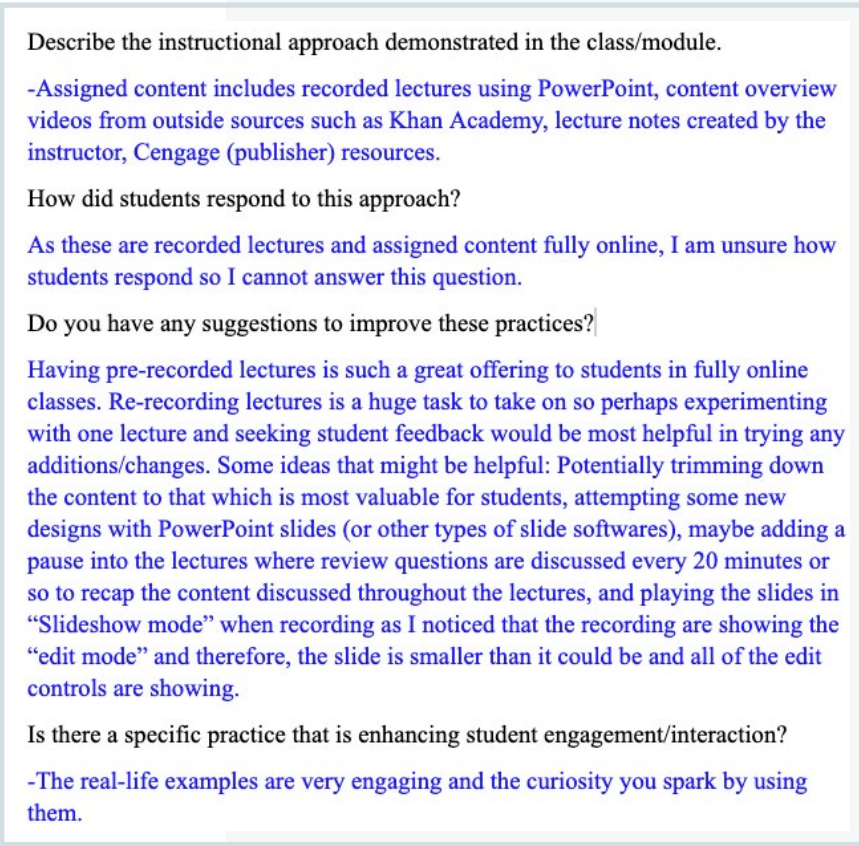 Describe the instructional approach demonstrated in the class/module.
-Assigned content includes recorded lectures using PowerPoint, content overview
videos from outside sources such as Khan Academy, lecture notes created by the
instructor, Cengage (publisher) resources.
How did students respond to this approach?
As these are recorded lectures and assigned content fully online, I am unsure how
students respond so I cannot answer this question.
Do you have any suggestions to improve these practices?
Having pre-recorded lectures is such a great offering to students in fully online
classes. Re-recording lectures is a huge task to take on so perhaps experimenting
with one lecture and seeking student feedback would be most helpful in trying any
additions/changes. Some ideas that might be helpful: Potentially trimming down
the content to that which is most valuable for students, attempting some new
designs with PowerPoint slides (or other types of slide softwares), maybe adding a
pause into the lectures where review questions are discussed every 20 minutes or
so to recap the content discussed throughout the lectures, and playing the slides in
“Slideshow mode” when recording as I noticed that the recording are showing the
“edit mode” and therefore, the slide is smaller than it could be and all of the edit
controls are showing.
Is there a specific practice that is enhancing student engagement/interaction?
-The real-life examples are very engaging and the curiosity you spark by using
them.